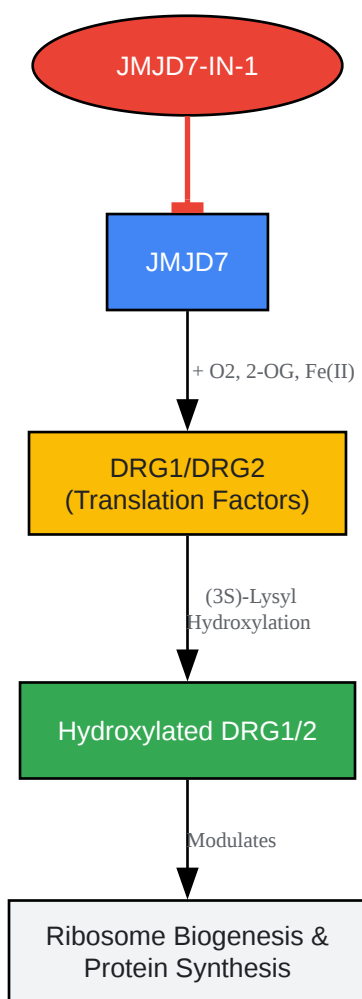 JMJD7-IN-1
JMJD7
+ O2, 2-OG, Fe(II)
DRG1/DRG2
(Translation Factors)
(3S)-Lysyl
Hydroxylation
Hydroxylated DRG1/2
Modulates
Ribosome Biogenesis &
Protein Synthesis